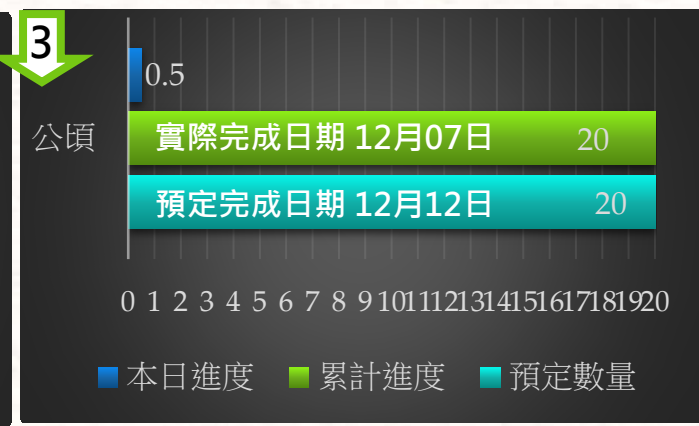 3
0.5
公頃
實際完成日期 12月07日 20
預定完成日期 12月12日 20
0 1 2 3 4 5 6 7 8 9 10 11 12 13 14 15 16 17 18 19 20
本日進度 累計進度 預定數量